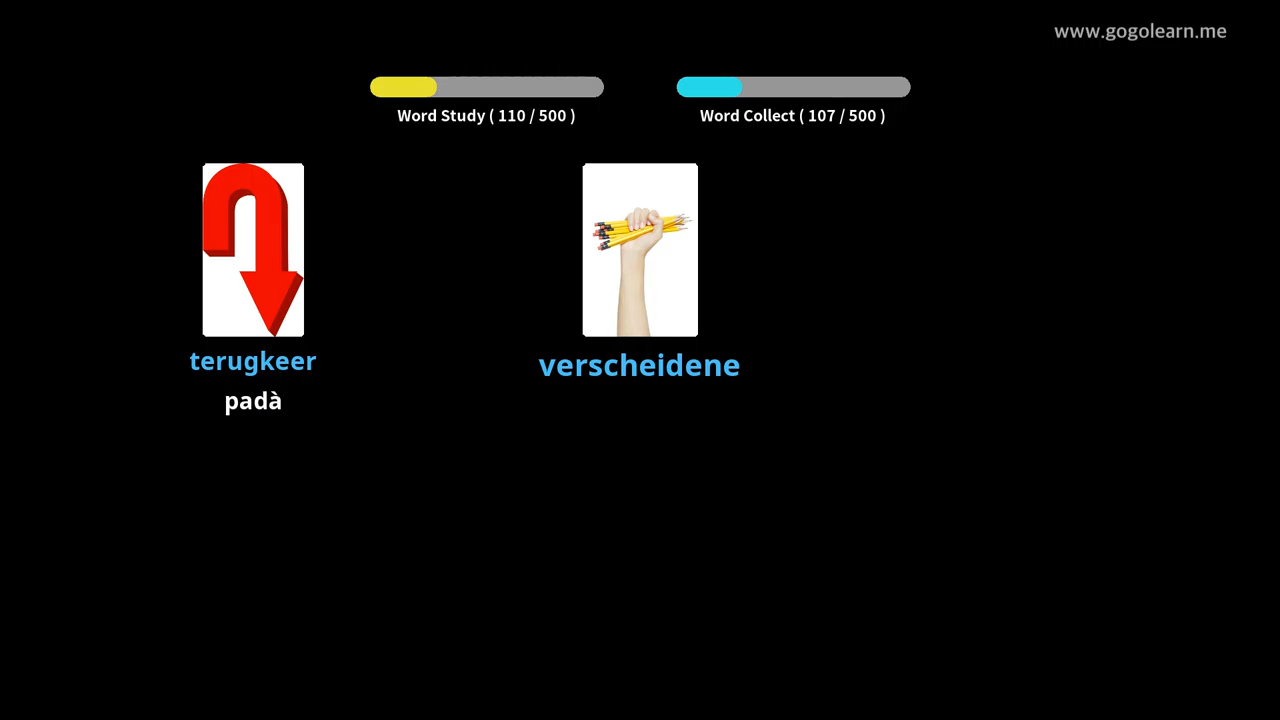 www.gogolearn.me
Word Study ( 110 / 500 )
Word Collect ( 107 / 500 )
terugkeer
padà
verscheidene